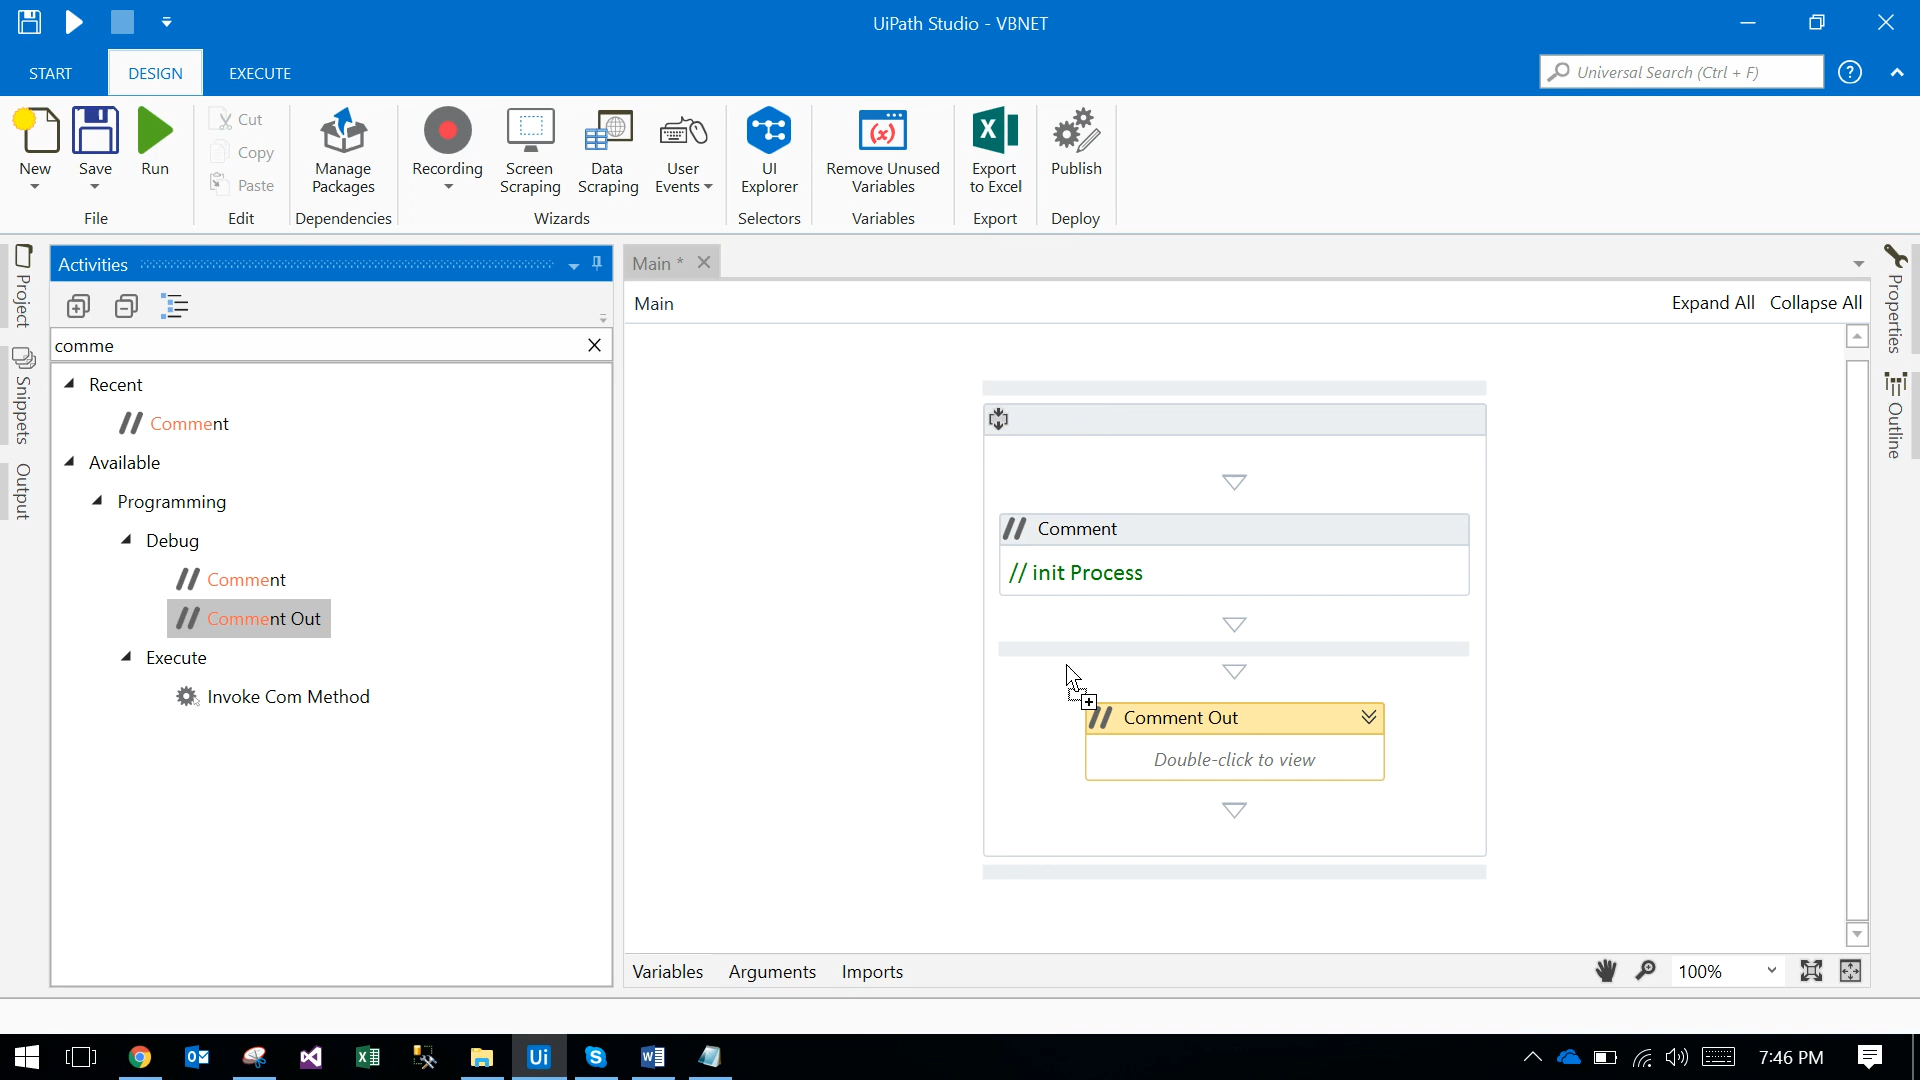 UiPath Studio - VBNET
START
DESIGN
EXECUTE
Universal Search (Ctrl + F)
?
New
Save
Run
Cut
Copy
Paste
Manage
Packages
Recording
Screen
Scraping
Data
Scraping
User
Events
UI
Explorer
(x)
Remove Unused
Variables
X
Export
to Excel
Publish
File
Edit
Dependencies
Wizards
Selectors
Variables
Export
Deploy
Project
Snippets
Output
Activities
comme
Recent
// Comment
Available
Programming
Debug
// Comment
// Comment Out
Execute
Invoke Com Method
Main *
Main
Expand All
Collapse All
// Comment
// init Process
// Comment Out
Double-click to view
Variables
Arguments
Imports
100%
Properties
Outline
Ui
7:46 PM